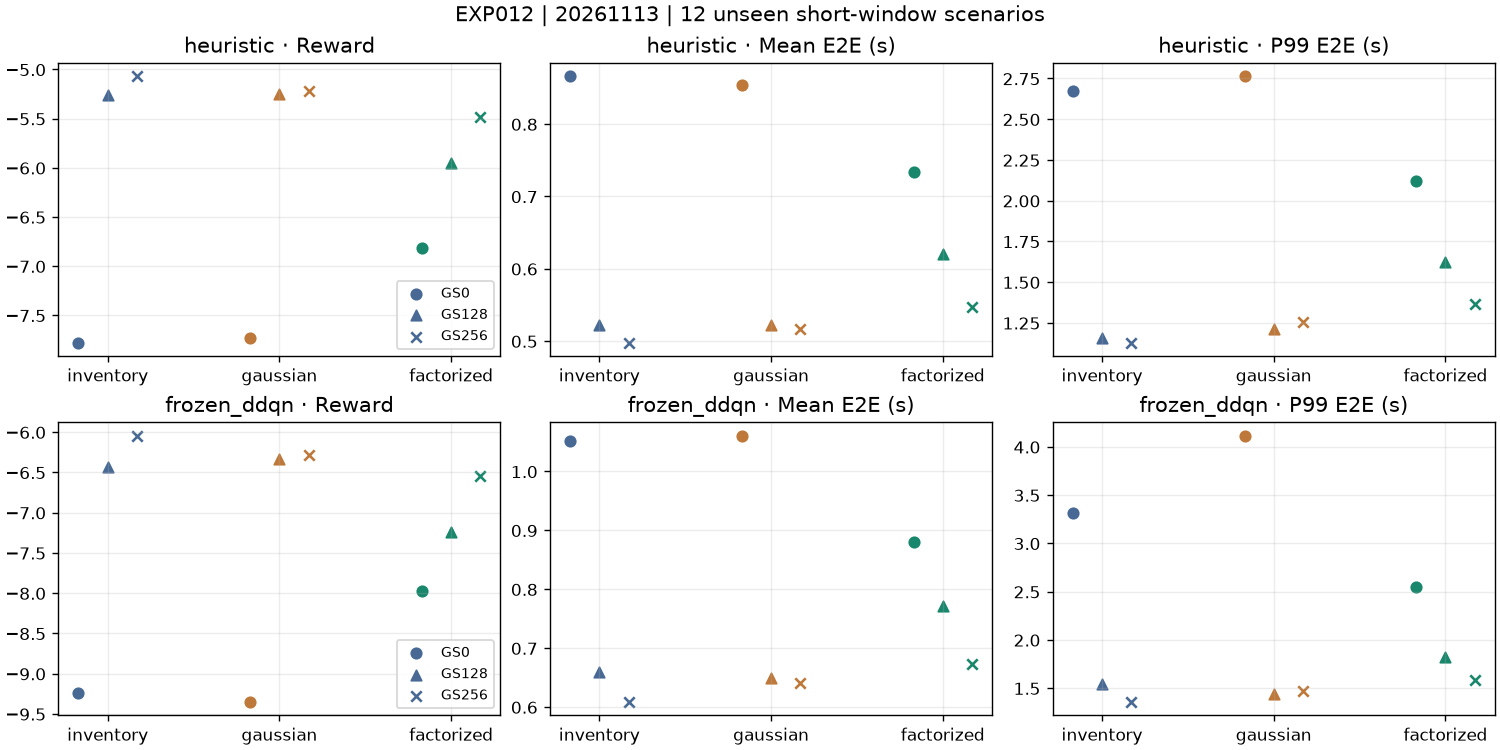 EXP012 | 20261113 | 12 unseen short-window scenarios
heuristic · Reward
−5.0
−5.5
−6.0
−6.5
−7.0
−7.5
inventory
gaussian
factorized
GS0
GS128
GS256
heuristic · Mean E2E (s)
0.8
0.7
0.6
0.5
inventory
gaussian
factorized
heuristic · P99 E2E (s)
2.75
2.50
2.25
2.00
1.75
1.50
1.25
inventory
gaussian
factorized
frozen_ddqn · Reward
−6.0
−6.5
−7.0
−7.5
−8.0
−8.5
−9.0
−9.5
inventory
gaussian
factorized
GS0
GS128
GS256
frozen_ddqn · Mean E2E (s)
1.0
0.9
0.8
0.7
0.6
inventory
gaussian
factorized
frozen_ddqn · P99 E2E (s)
4.0
3.5
3.0
2.5
2.0
1.5
inventory
gaussian
factorized